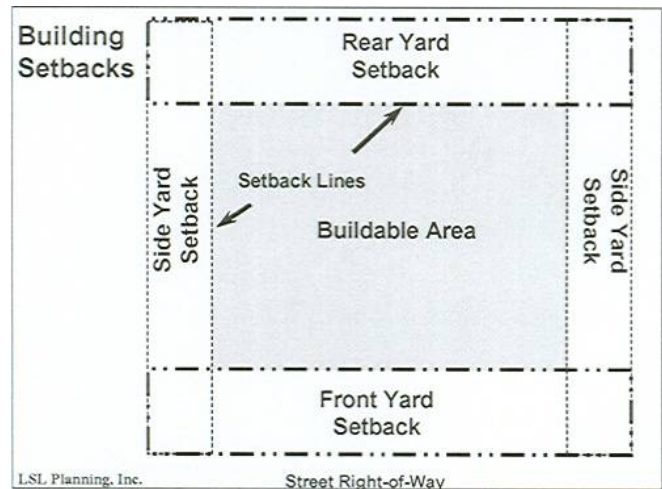 Building
Setbacks
Rear Yard
Setback
Setback Lines
Side Yard
Setback
Buildable Area
Side Yard
Setback
Front Yard
Setback
LSL Planning, Inc.
Street Right-of-Way